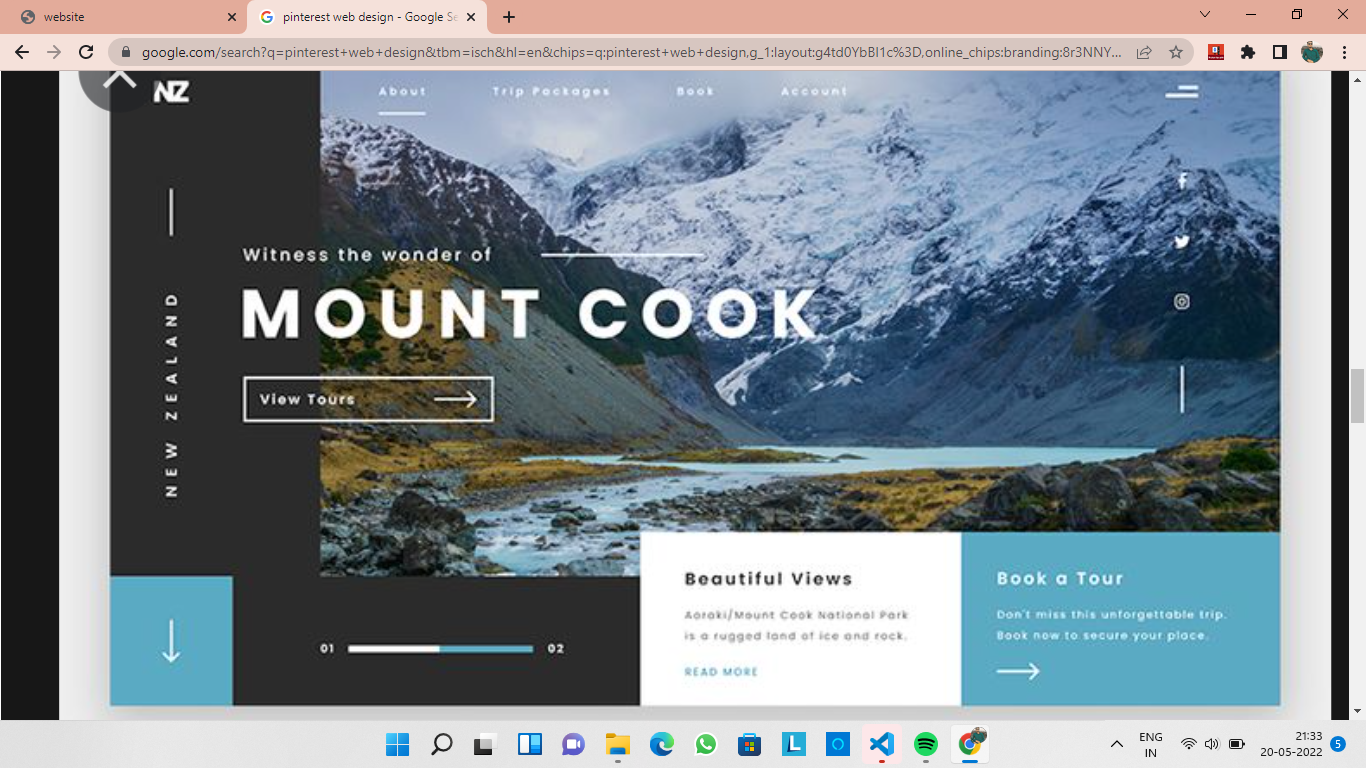 website
pinterest web design - Google Se
google.com/search?q=pinterest+web+design&tbm=isch&hl=en&chips=q:pinterest+web+design,g_1:layout:g4td0YbBI1c%3D,online_chips:branding:8r3NNY...
NZ
About
Trip Packages
Book
Account
Witness the wonder of
MOUNT COOK
View Tours
NEW ZEALAND
01
02
Beautiful Views
Aoraki/Mount Cook National Park
is a rugged land of ice and rock.
READ MORE
Book a Tour
Don't miss this unforgettable trip.
Book now to secure your place.
ENG
IN
21:33
20-05-2022
5